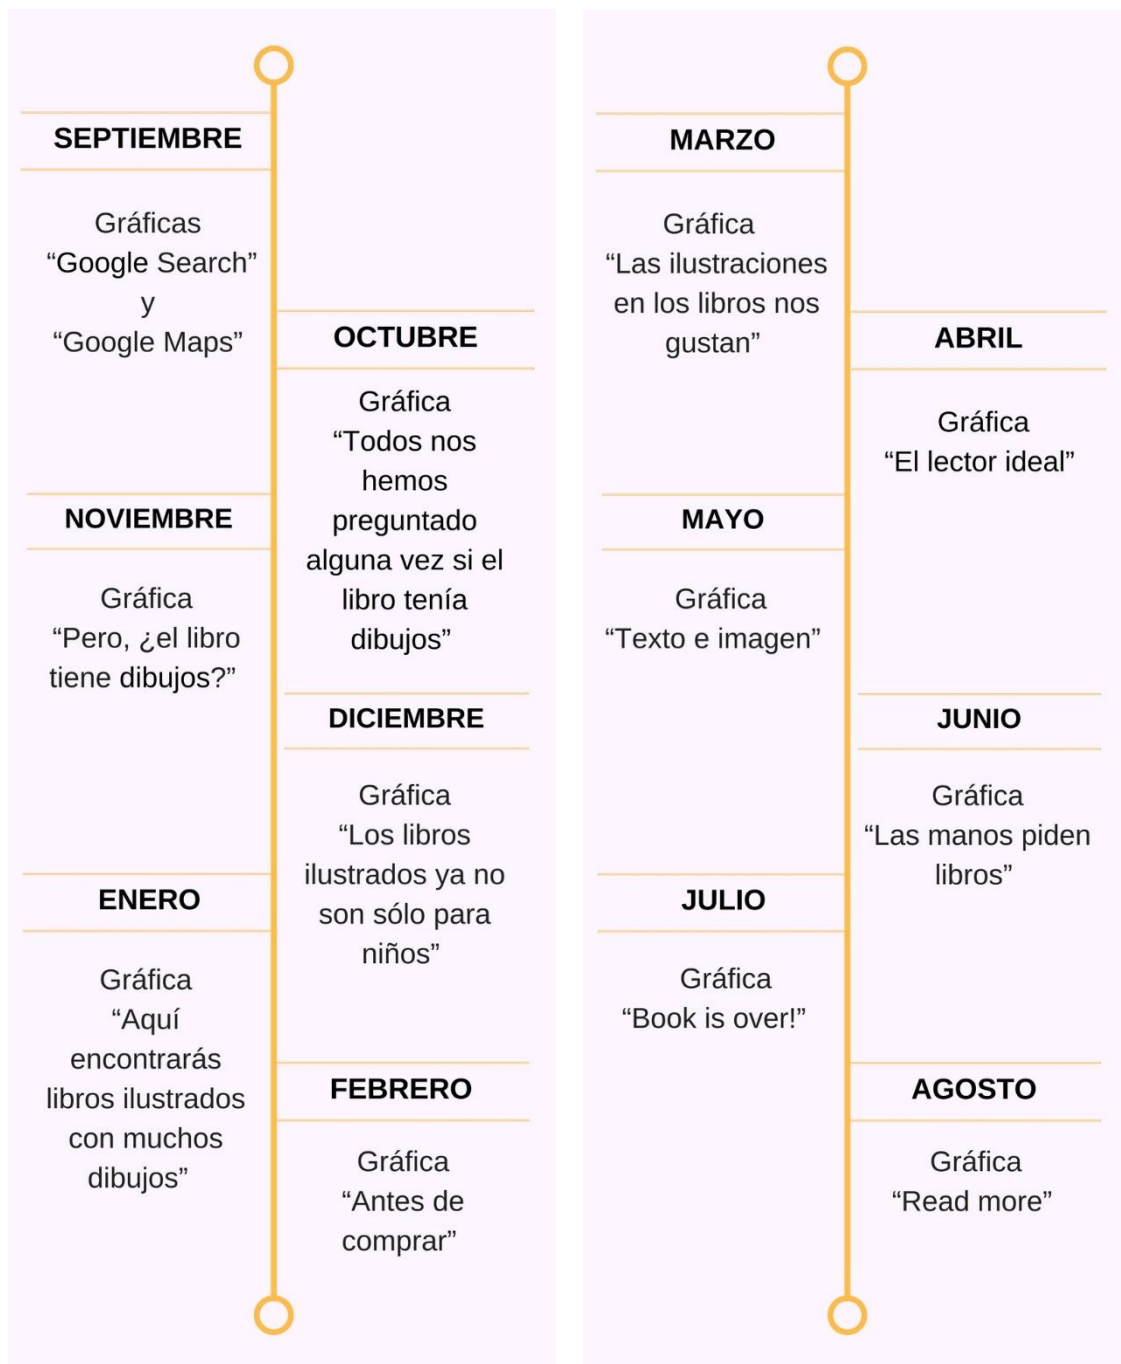 SEPTIEMBRE
Gráficas
“Google Search”
y
“Google Maps”
OCTUBRE
Gráfica
“Todos nos
hemos
preguntado
alguna vez si el
libro tenía
dibujos”
NOVIEMBRE
Gráfica
“Pero, ¿el libro
tiene dibujos?”
DICIEMBRE
Gráfica
“Los libros
ilustrados ya no
son sólo para
niños”
ENERO
Gráfica
“Aquí
encontrarás
libros ilustrados
con muchos
dibujos”
FEBRERO
Gráfica
“Antes de
comprar”
MARZO
Gráfica
“Las ilustraciones
en los libros nos
gustan”
ABRIL
Gráfica
“El lector ideal”
MAYO
Gráfica
“Texto e imagen”
JUNIO
Gráfica
“Las manos piden
libros”
JULIO
Gráfica
“Book is over!”
AGOSTO
Gráfica
“Read more”